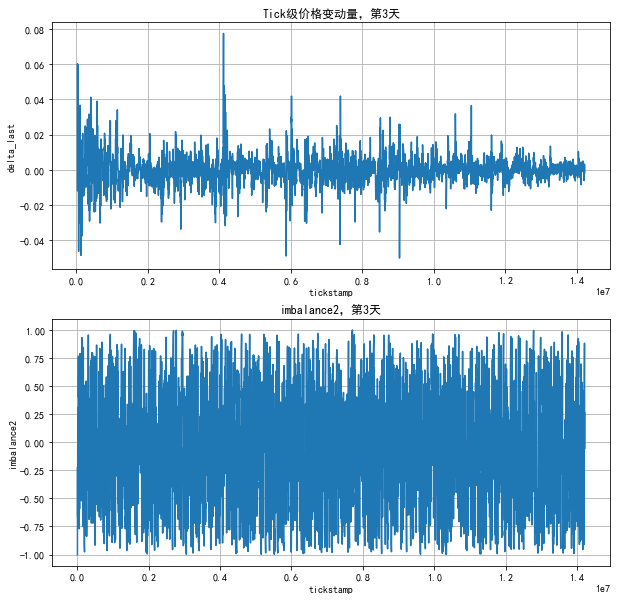 Tick级价格变动量, 第3天
0.08
0.06
0.04
0.02
0.00
−0.02
−0.04
delta_last
0.0 0.2 0.4 0.6 0.8 1.0 1.2 1.4
1e7
tickstamp
imbalance2, 第3天
1.00
0.75
0.50
0.25
0.00
−0.25
−0.50
−0.75
−1.00
imbalance2
0.0 0.2 0.4 0.6 0.8 1.0 1.2 1.4
1e7
tickstamp